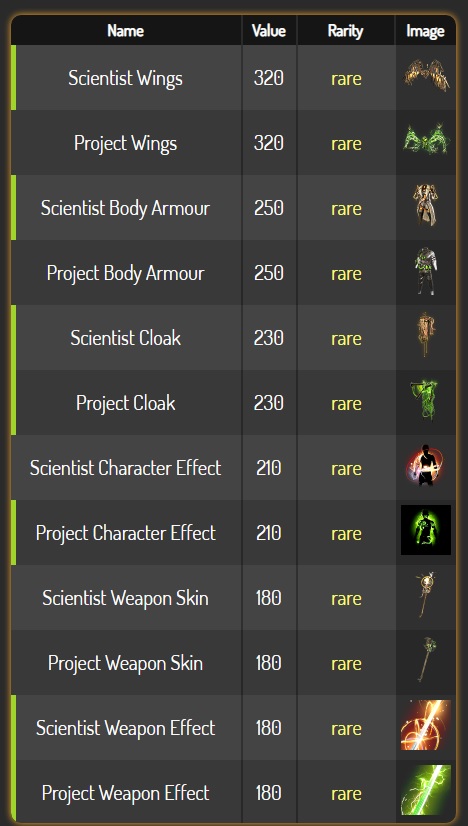 Name Value Rarity Image
Scientist Wings 320 rare
Project Wings 320 rare
Scientist Body Armour 250 rare
Project Body Armour 250 rare
Scientist Cloak 230 rare
Project Cloak 230 rare
Scientist Character Effect 210 rare
Project Character Effect 210 rare
Scientist Weapon Skin 180 rare
Project Weapon Skin 180 rare
Scientist Weapon Effect 180 rare
Project Weapon Effect 180 rare